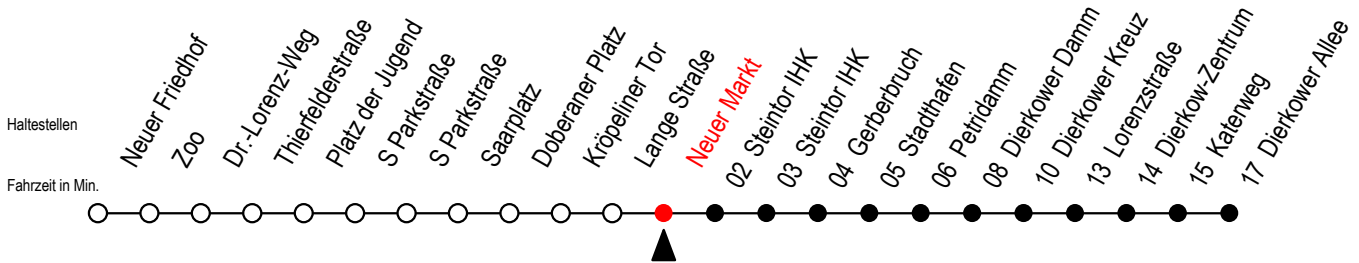 Haltestellen
Neuer Friedhof
Zoo
Dr.-Lorenz-Weg
Thierfelderstraße
Platz der Jugend
S Parkstraße
S Parkstraße
Saarplatz
Doberaner Platz
Kröpeliner Tor
Lange Straße
Neuer Markt
Fahrzeit in Min.
02 Steintor IHK
03 Steintor IHK
04 Gerberbruch
05 Stadthafen
06 Petridamm
08 Dierkower Damm
10 Dierkower Kreuz
13 Lorenzstraße
14 Dierkow-Zentrum
15 Katerweg
17 Dierkower Allee